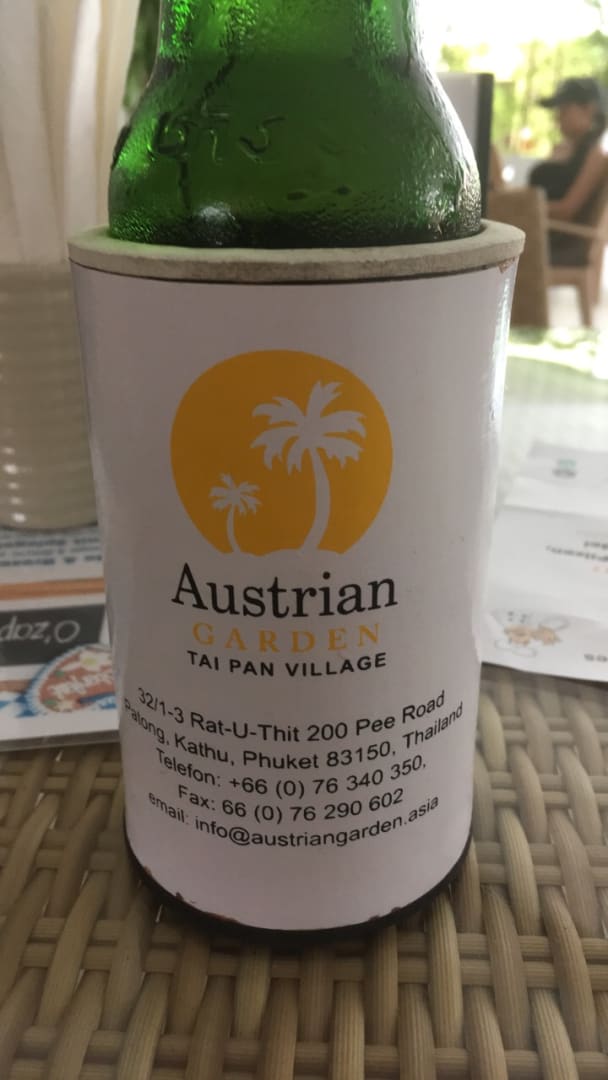 Austrian
GARDEN
TAI PAN VILLAGE
32/1-3 Rat-U-Thit 200 Pee Road
Patong, Kathu, Phuket 83150, Thailand
Telefon: +66 (0) 76 340 350,
Fax: 66 (0) 76 290 602
email: info@austriangarden.asia
O'zap